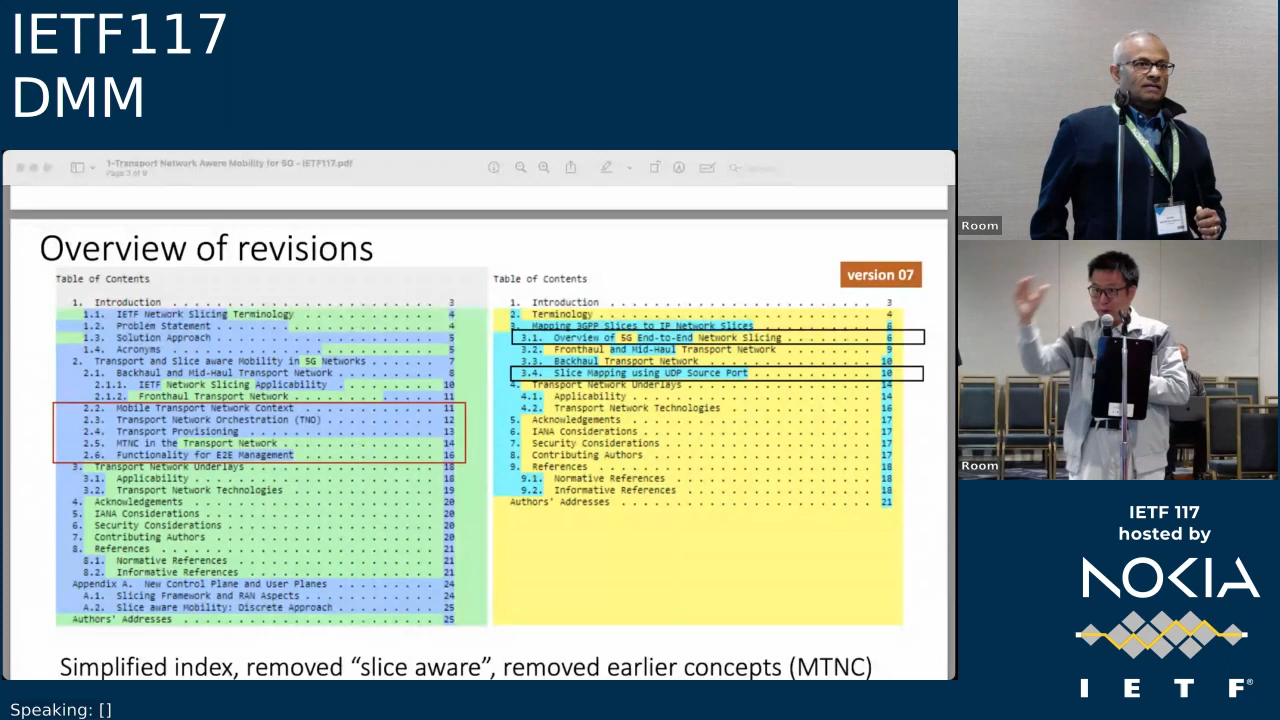 IETF117
DMM
1-Transport Network Aware Mobility for 5G - IETF117.pdf
Page 3 of 9
Overview of revisions
version 07
Table of Contents
1. Introduction . . . . . . . . . . . . . . . . . . . . . . . . 3
1.1. IETF Network Slicing Terminology . . . . . . . . . . . . 4
1.2. Problem Statement . . . . . . . . . . . . . . . . . . . 4
1.3. Solution Approach . . . . . . . . . . . . . . . . . . . 5
1.4. Acronyms . . . . . . . . . . . . . . . . . . . . . . . . 5
2. Transport and Slice aware Mobility in 5G Networks . . . . . . 7
2.1. Backhaul and Mid-Haul Transport Network . . . . . . . . 8
2.1.1. IETF Network Slicing Applicability . . . . . . . . . 10
2.1.2. Fronthaul Transport Network . . . . . . . . . . . . 11
2.2. Mobile Transport Network Context . . . . . . . . . . . . 11
2.3. Transport Network Orchestration (TNO) . . . . . . . . . 12
2.4. Transport Provisioning . . . . . . . . . . . . . . . . . 13
2.5. MTNC in the Transport Network . . . . . . . . . . . . . 14
2.6. Functionality for E2E Management . . . . . . . . . . . . 16
3. Transport Network Underlays . . . . . . . . . . . . . . . . . 18
3.1. Applicability . . . . . . . . . . . . . . . . . . . . . 18
3.2. Transport Network Technologies . . . . . . . . . . . . . 19
4. Acknowledgements . . . . . . . . . . . . . . . . . . . . . . 20
5. IANA Considerations . . . . . . . . . . . . . . . . . . . . . 20
6. Security Considerations . . . . . . . . . . . . . . . . . . . 20
7. Contributing Authors . . . . . . . . . . . . . . . . . . . . 20
8. References . . . . . . . . . . . . . . . . . . . . . . . . . 21
8.1. Normative References . . . . . . . . . . . . . . . . . . 21
8.2. Informative References . . . . . . . . . . . . . . . . . 21
Appendix A. New Control Plane and User Planes . . . . . . . . . 24
A.1. Slicing Framework and RAN Aspects . . . . . . . . . . . 24
A.2. Slice aware Mobility: Discrete Approach . . . . . . . . 25
Authors' Addresses . . . . . . . . . . . . . . . . . . . . . . . 25
Table of Contents
1. Introduction . . . . . . . . . . . . . . . . . . . . . . . . 3
2. Terminology . . . . . . . . . . . . . . . . . . . . . . . . . 4
3. Mapping 3GPP Slices to IP Network Slices . . . . . . . . . . 6
3.1. Overview of 5G End-to-End Network Slicing . . . . . . . 6
3.2. Fronthaul and Mid-Haul Transport Network . . . . . . . . 9
3.3. Backhaul Transport Network . . . . . . . . . . . . . . . 10
3.4. Slice Mapping using UDP Source Port . . . . . . . . . . 10
4. Transport Network Underlays . . . . . . . . . . . . . . . . . 14
4.1. Applicability . . . . . . . . . . . . . . . . . . . . . 14
4.2. Transport Network Technologies . . . . . . . . . . . . . 16
5. Acknowledgements . . . . . . . . . . . . . . . . . . . . . . 17
6. IANA Considerations . . . . . . . . . . . . . . . . . . . . . 17
7. Security Considerations . . . . . . . . . . . . . . . . . . . 17
8. Contributing Authors . . . . . . . . . . . . . . . . . . . . 17
9. References . . . . . . . . . . . . . . . . . . . . . . . . . 18
9.1. Normative References . . . . . . . . . . . . . . . . . . 18
9.2. Informative References . . . . . . . . . . . . . . . . . 18
Authors' Addresses . . . . . . . . . . . . . . . . . . . . . . . 21
Simplified index, removed “slice aware”, removed earlier concepts (MTNC)
Room
Room
IETF 117
hosted by
NOKIA
I E T F®
Speaking: []